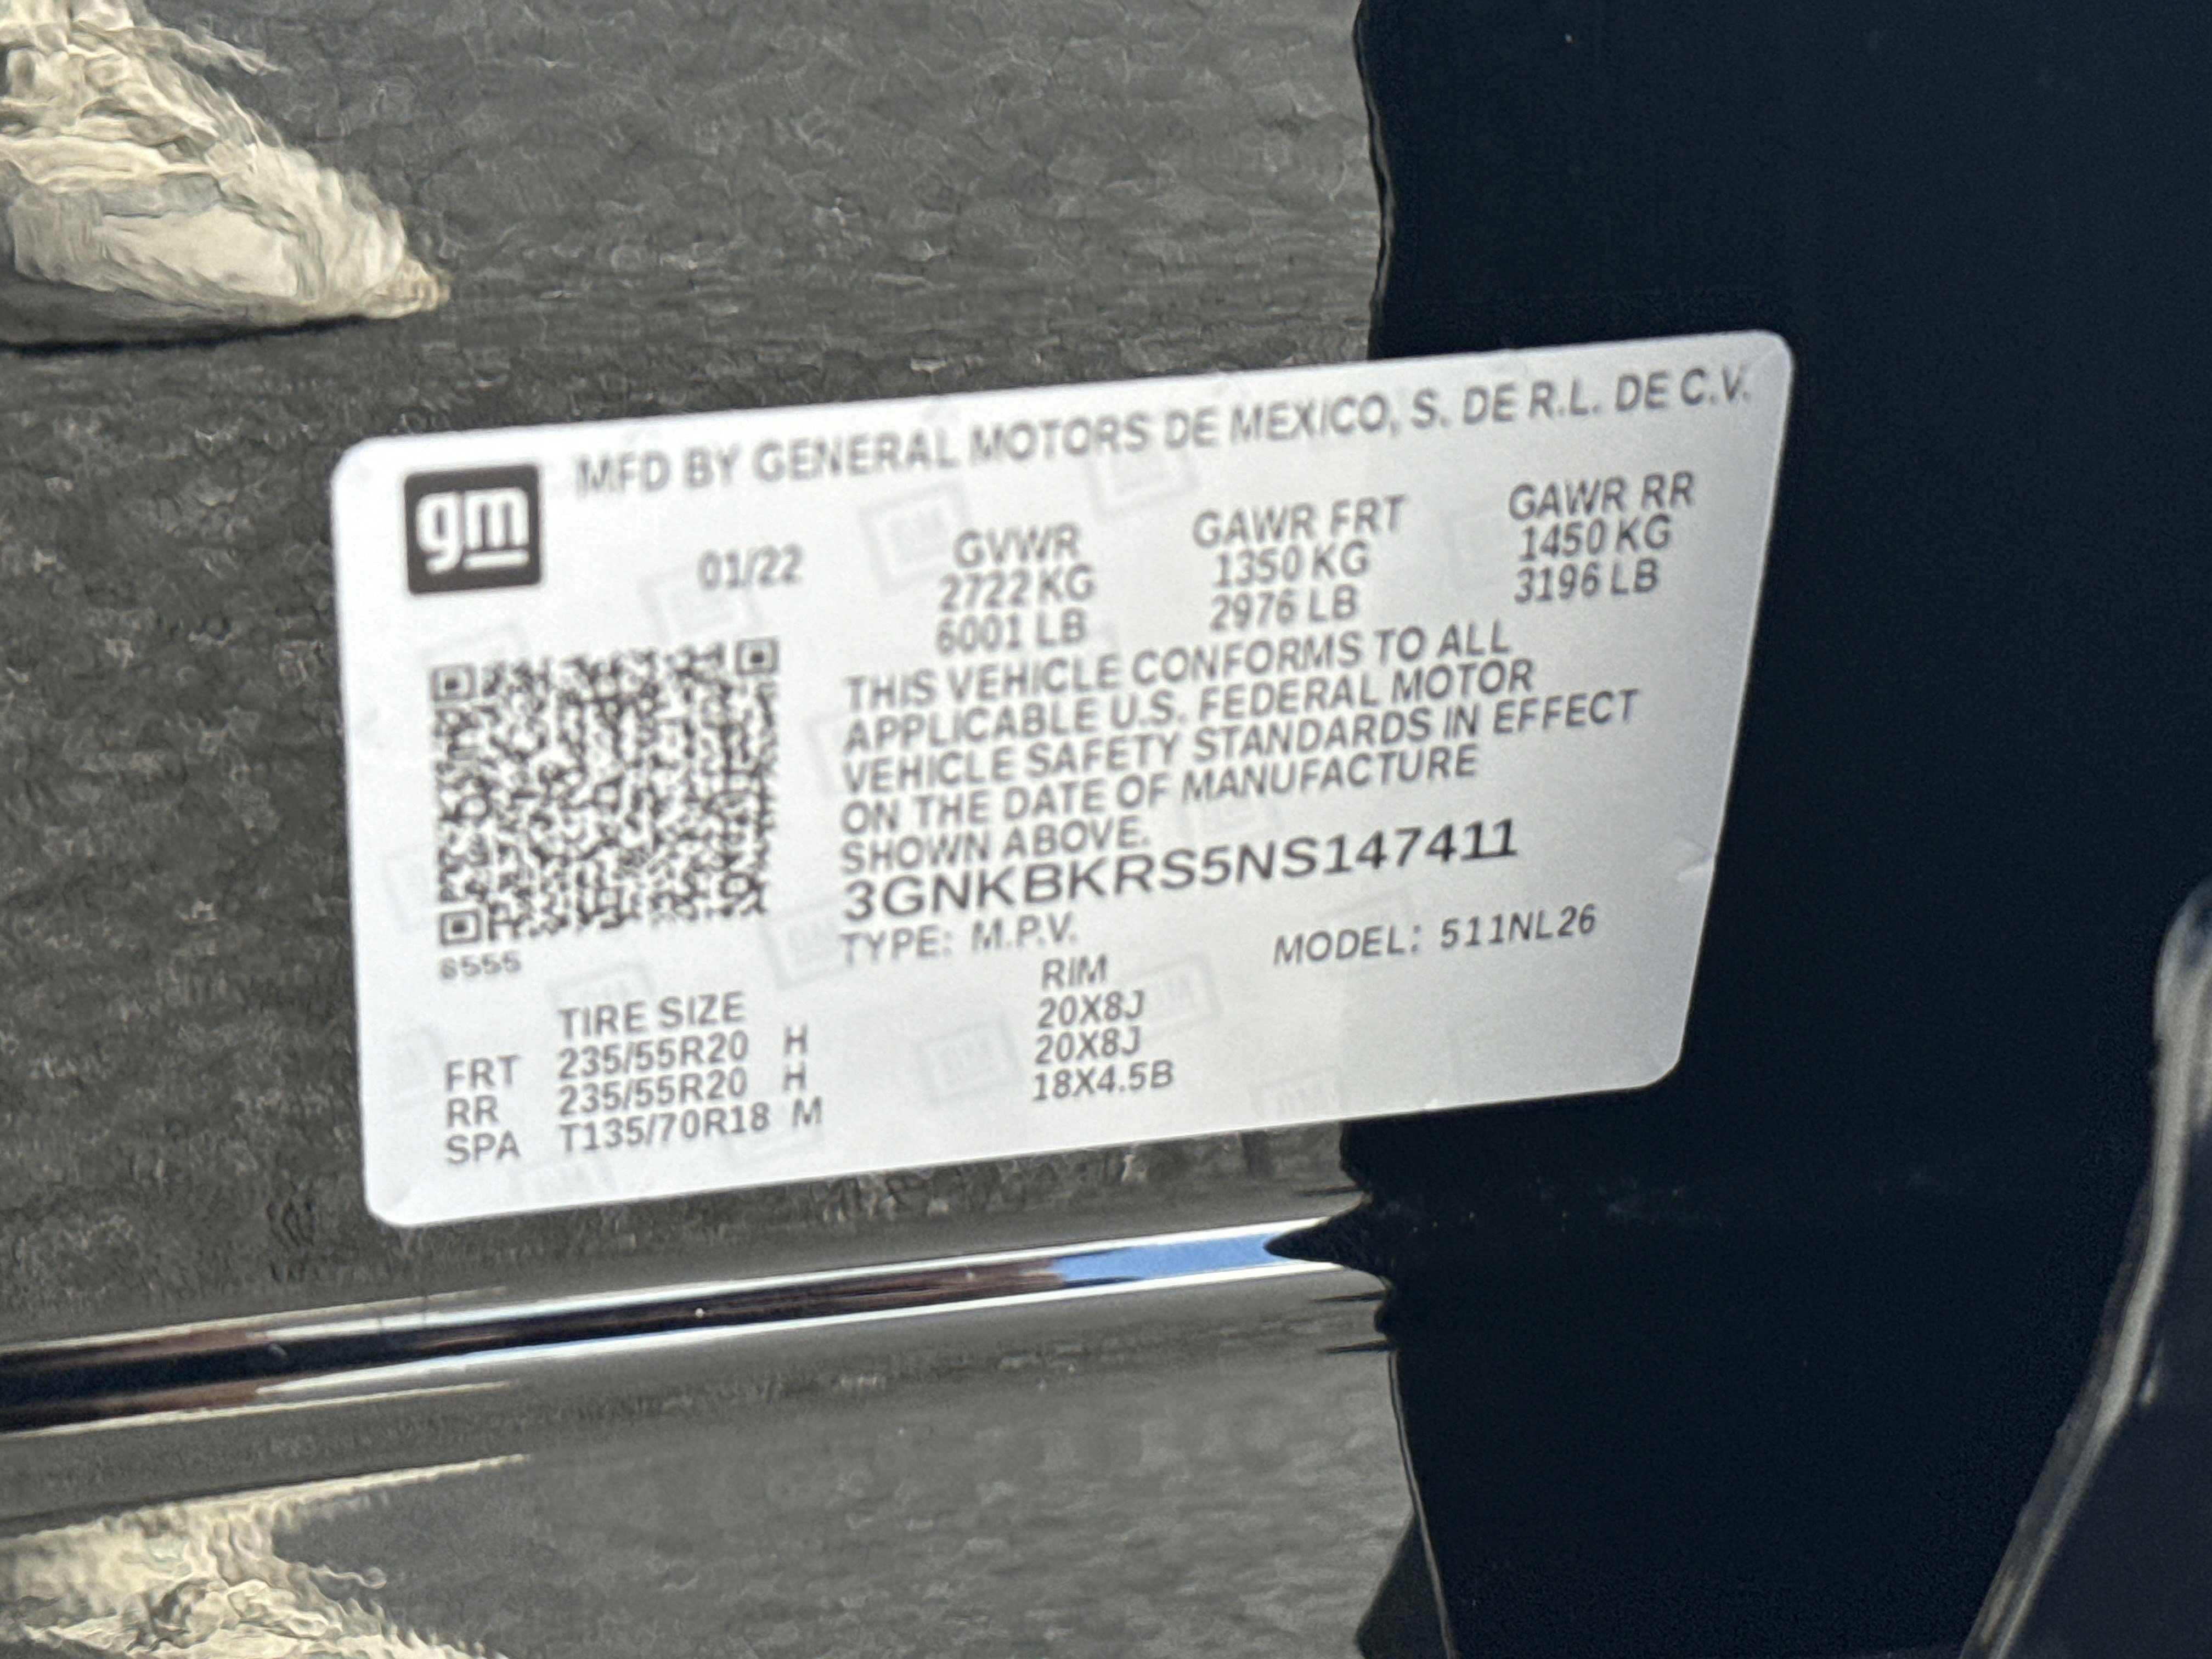 gm
MFD BY GENERAL MOTORS DE MEXICO, S. DE R.L. DE C.V.
01/22
GVWR
2722 KG
6001 LB
GAWR FRT
1350 KG
2976 LB
GAWR RR
1450 KG
3196 LB
THIS VEHICLE CONFORMS TO ALL
APPLICABLE U.S. FEDERAL MOTOR
VEHICLE SAFETY STANDARDS IN EFFECT
ON THE DATE OF MANUFACTURE
SHOWN ABOVE.
3GNKBKRS5NS147411
TYPE: M.P.V. MODEL: 511NL26
6555
TIRE SIZE RIM
FRT 235/55R20 H 20X8J
RR 235/55R20 H 20X8J
SPA T135/70R18 M 18X4.5B